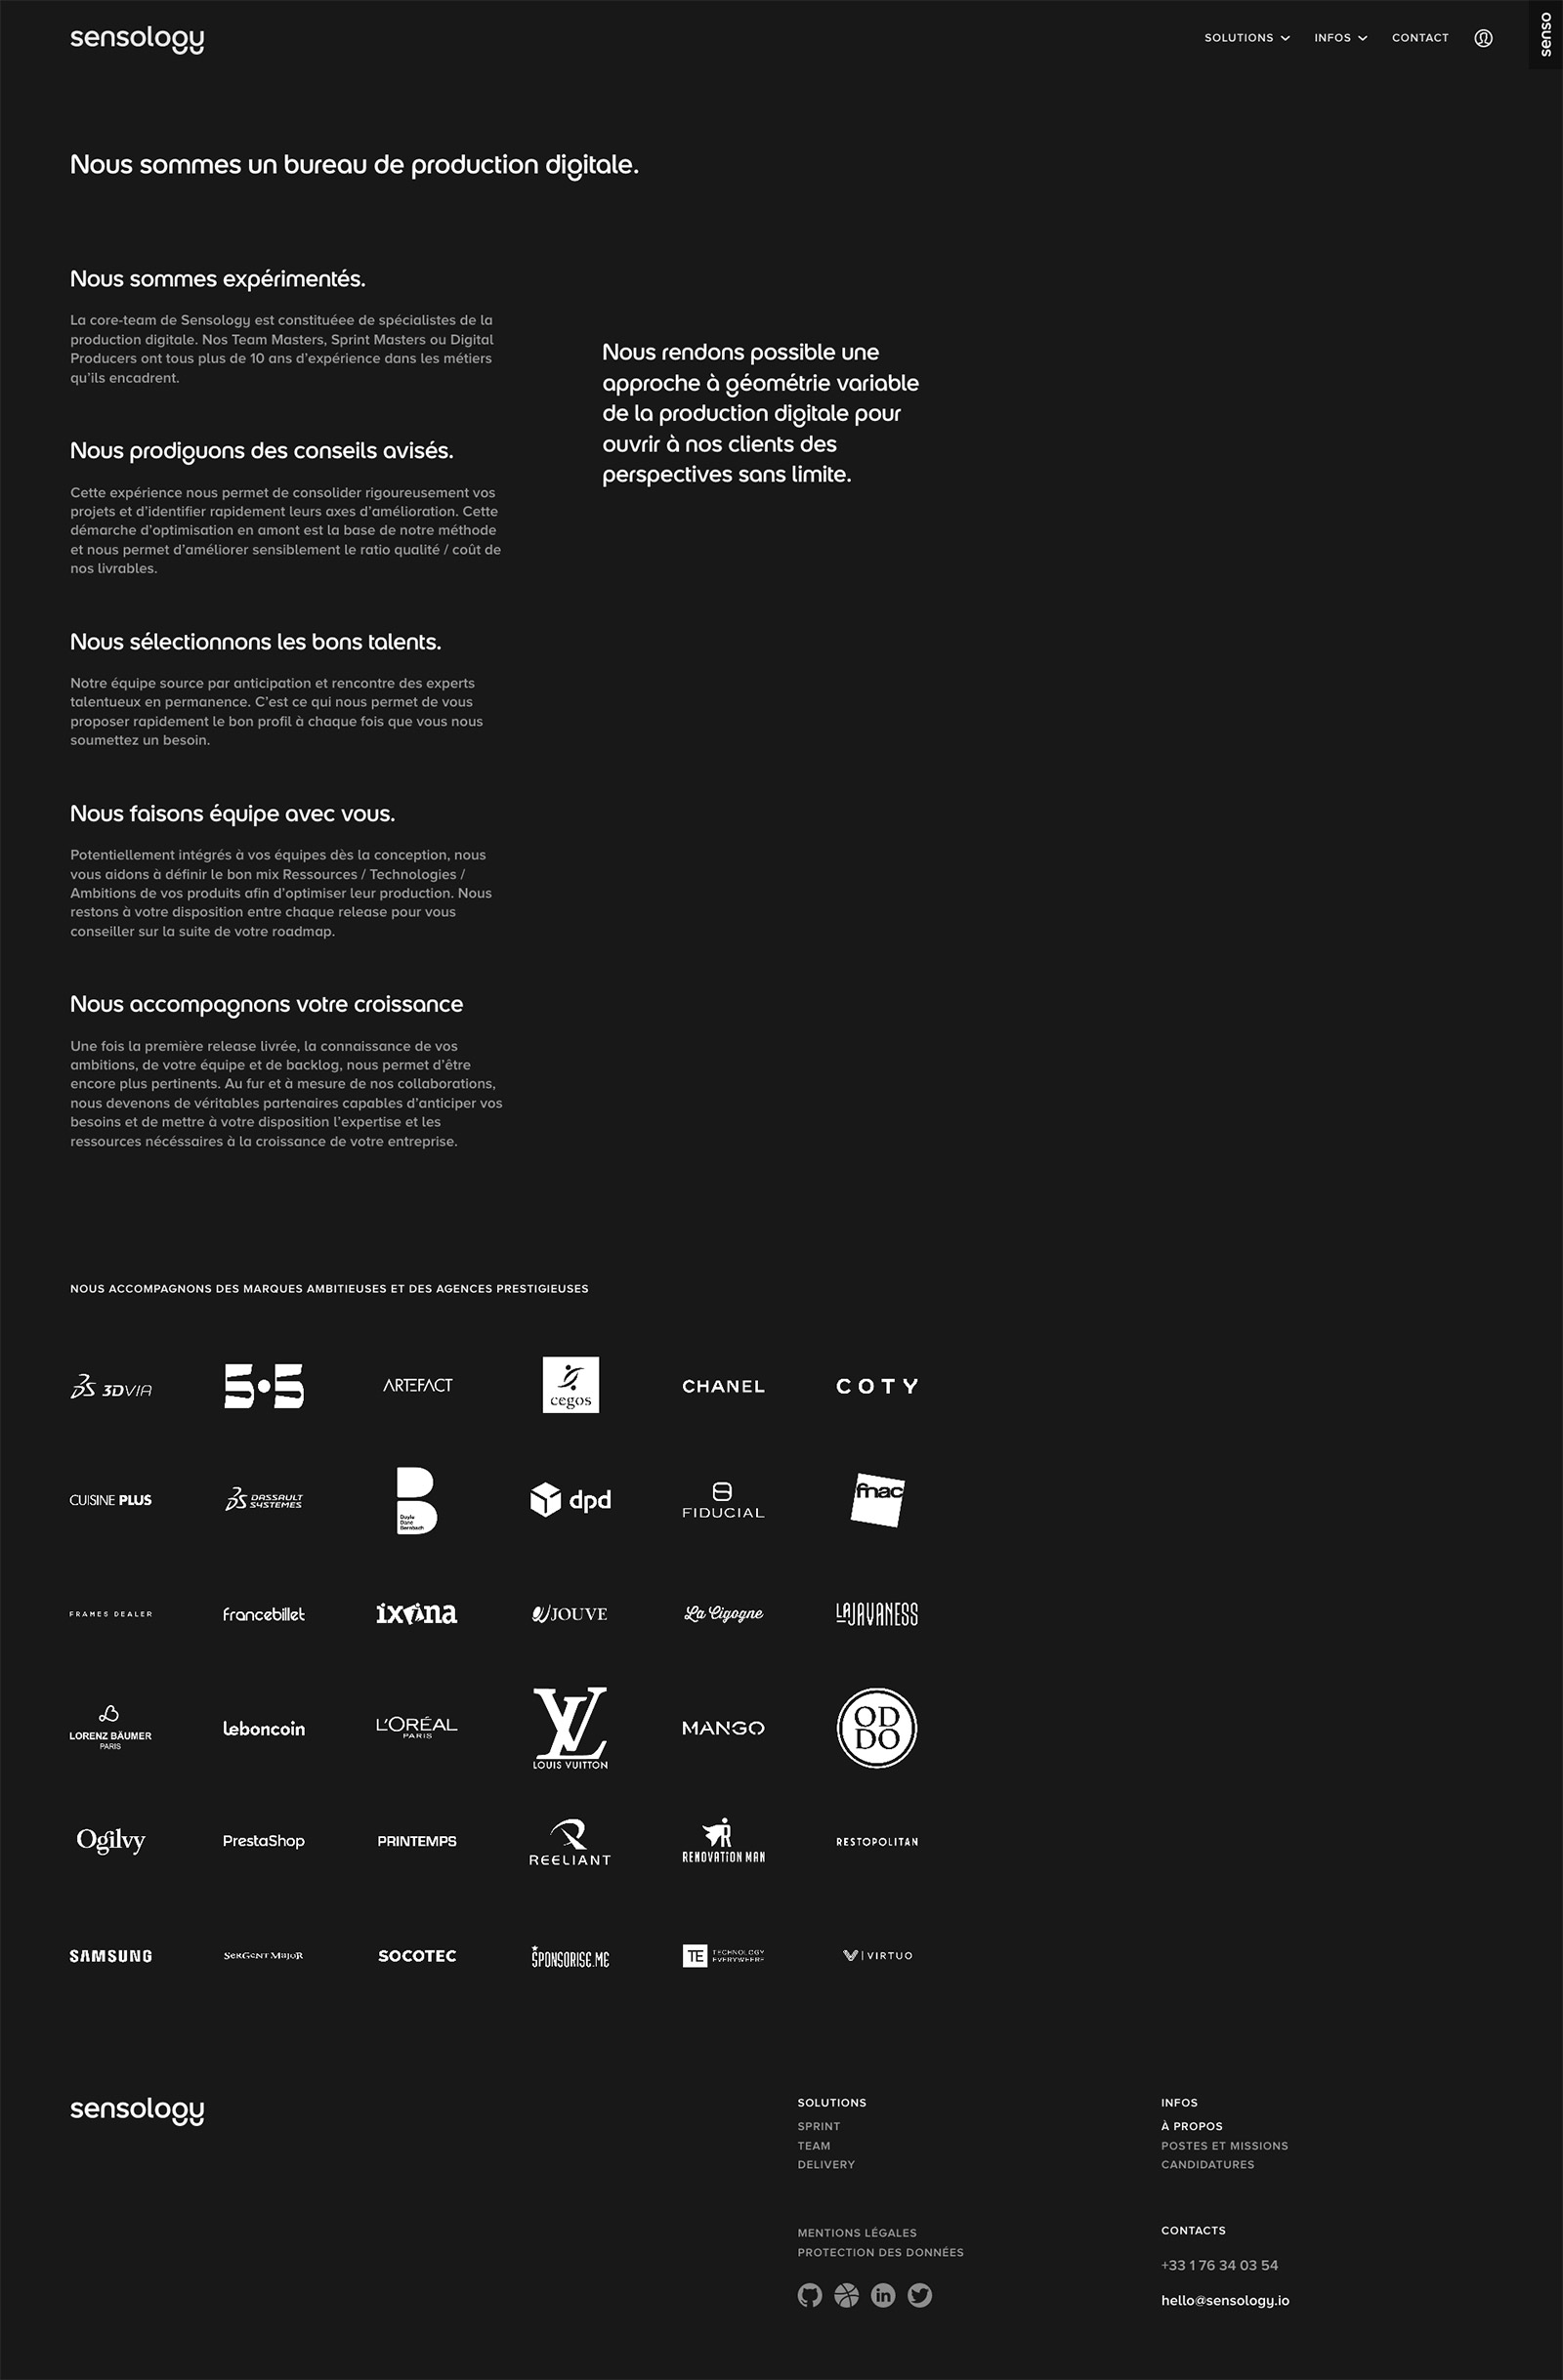 sensology
SOLUTIONS
INFOS
CONTACT
senso
Nous sommes un bureau de production digitale.
Nous sommes expérimentés.
La core-team de Sensology est constituéee de spécialistes de la
production digitale. Nos Team Masters, Sprint Masters ou Digital
Producers ont tous plus de 10 ans d’expérience dans les métiers
qu’ils encadrent.
Nous prodiguons des conseils avisés.
Cette expérience nous permet de consolider rigoureusement vos
projets et d’identifier rapidement leurs axes d’amélioration. Cette
démarche d’optimisation en amont est la base de notre méthode
et nous permet d’améliorer sensiblement le ratio qualité / coût de
nos livrables.
Nous sélectionnons les bons talents.
Notre équipe source par anticipation et rencontre des experts
talentueux en permanence. C’est ce qui nous permet de vous
proposer rapidement le bon profil à chaque fois que vous nous
soumettez un besoin.
Nous faisons équipe avec vous.
Potentiellement intégrés à vos équipes dès la conception, nous
vous aidons à définir le bon mix Ressources / Technologies /
Ambitions de vos produits afin d’optimiser leur production. Nous
restons à votre disposition entre chaque release pour vous
conseiller sur la suite de votre roadmap.
Nous accompagnons votre croissance
Une fois la première release livrée, la connaissance de vos
ambitions, de votre équipe et de backlog, nous permet d’être
encore plus pertinents. Au fur et à mesure de nos collaborations,
nous devenons de véritables partenaires capables d’anticiper vos
besoins et de mettre à votre disposition l’expertise et les
ressources nécéssaires à la croissance de votre entreprise.
Nous rendons possible une
approche à géométrie variable
de la production digitale pour
ouvrir à nos clients des
perspectives sans limite.
NOUS ACCOMPAGNONS DES MARQUES AMBITIEUSES ET DES AGENCES PRESTIGIEUSES
3DVIA
5•5
ARTEFACT
cegos
CHANEL
COTY
CUISINE PLUS
DASSAULT
SYSTEMES
Doyle
Dane
Bernbach
dpd
FIDUCIAL
fnac
FRAMES DEALER
francebillet
ixina
JOUVE
La Cigogne
LAJAVANESS
LORENZ BÄUMER
PARIS
leboncoin
L'ORÉAL
PARIS
LV
LOUIS VUITTON
MANGO
ODDO
Ogilvy
PrestaShop
PRINTEMPS
REELIANT
RENOVATION MAN
RESTOPOLITAN
SAMSUNG
SERGENT MAJOR
SOCOTEC
SPONSORISE.ME
TE
TECHNOLOGY
EVERYWHERE
VIRTUO
sensology
SOLUTIONS
SPRINT
TEAM
DELIVERY
MENTIONS LÉGALES
PROTECTION DES DONNÉES
in
INFOS
À PROPOS
POSTES ET MISSIONS
CANDIDATURES
CONTACTS
+33 1 76 34 03 54
hello@sensology.io